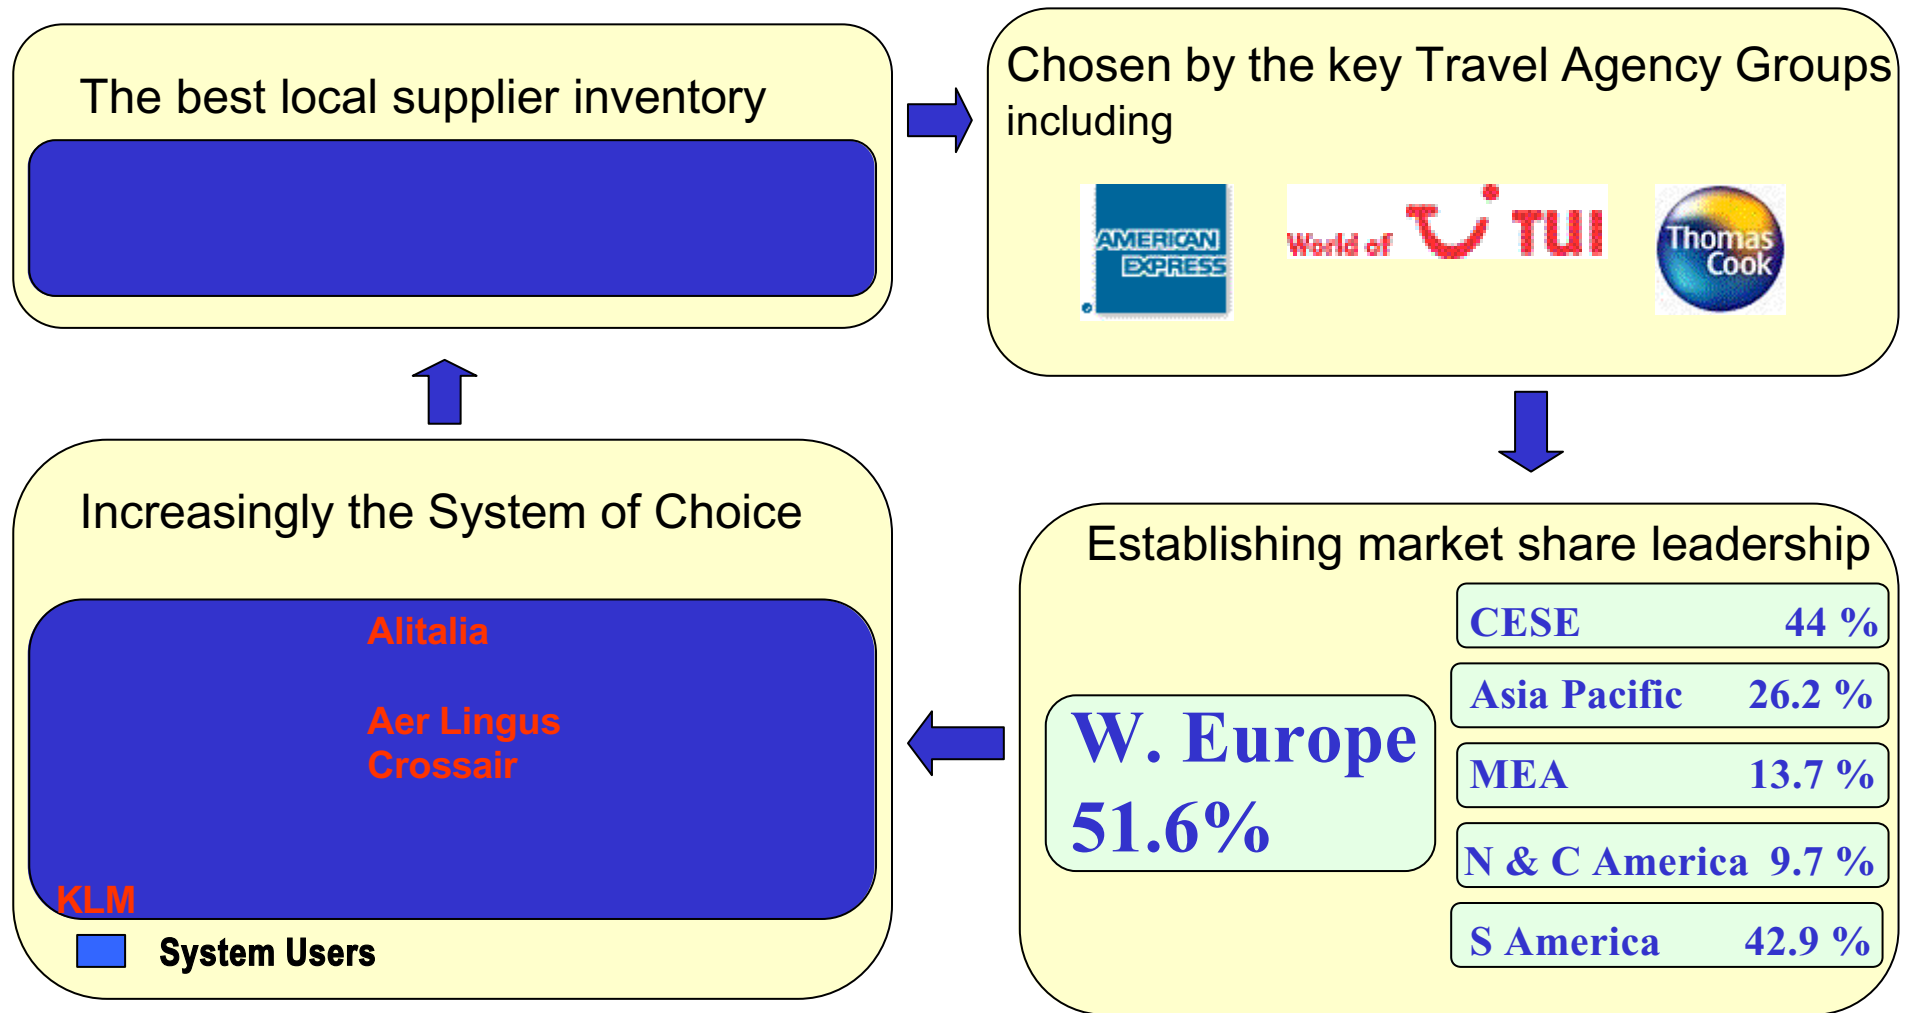 The best local supplier inventory
Chosen by the key Travel Agency Groups
including
AMERICAN
EXPRESS
World of TUI
Thomas
Cook
Increasingly the System of Choice
Alitalia
Aer Lingus
Crossair
KLM
System Users
Establishing market share leadership
W. Europe
51.6%
CESE 44 %
Asia Pacific 26.2 %
MEA 13.7 %
N & C America 9.7 %
S America 42.9 %